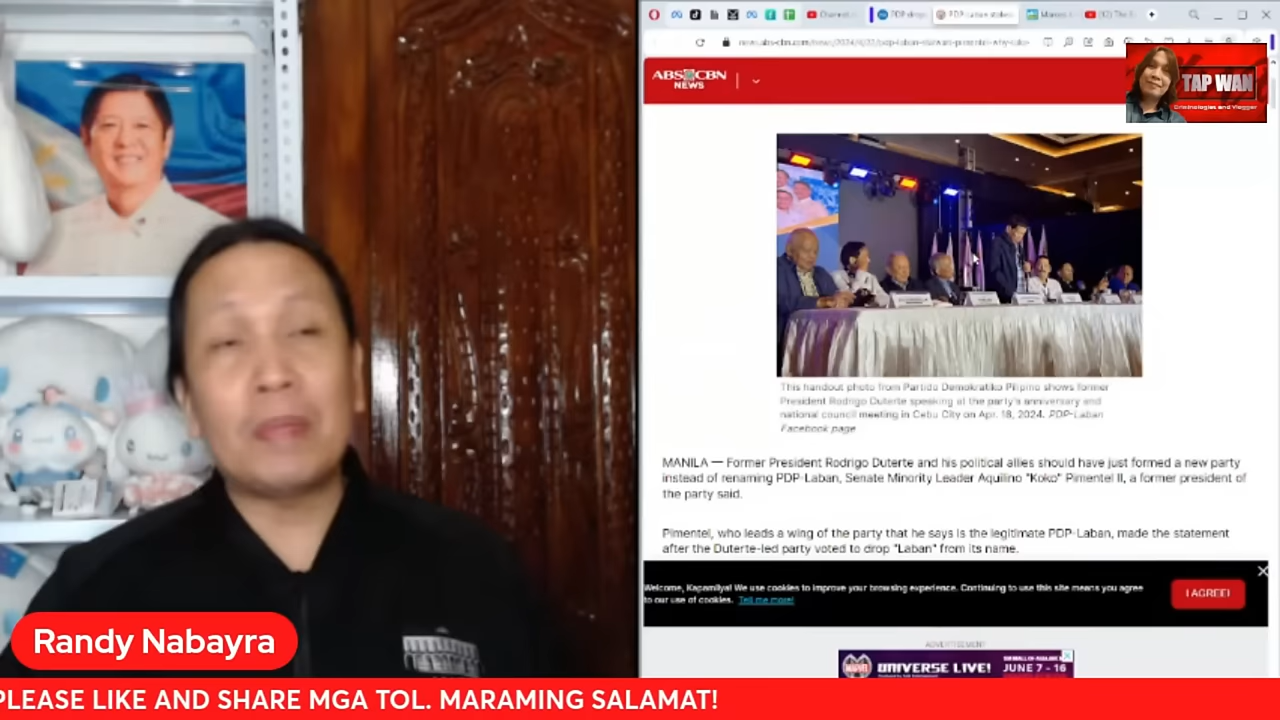 ABS-CBN
NEWS
TAP WAN
Criminologist and Vlogger
This handout photo from Partido Demokratiko Pilipino shows former
President Rodrigo Duterte speaking at the party's anniversary and
national council meeting in Cebu City on Apr. 18, 2024. PDP-Laban
Facebook page
MANILA — Former President Rodrigo Duterte and his political allies should have just formed a new party
instead of renaming PDP-Laban, Senate Minority Leader Aquilino "Koko" Pimentel II, a former president of
the party said.
Pimentel, who leads a wing of the party that he says is the legitimate PDP-Laban, made the statement
after the Duterte-led party voted to drop "Laban" from its name.
Welcome, Kapamilya! We use cookies to improve your browsing experience. Continuing to use this site means you agree
to our use of cookies. Tell me more!
I AGREE!
ADVERTISEMENT
MARVEL
UNIVERSE LIVE!
JUNE 7 - 16
Randy Nabayra
PLEASE LIKE AND SHARE MGA TOL. MARAMING SALAMAT!